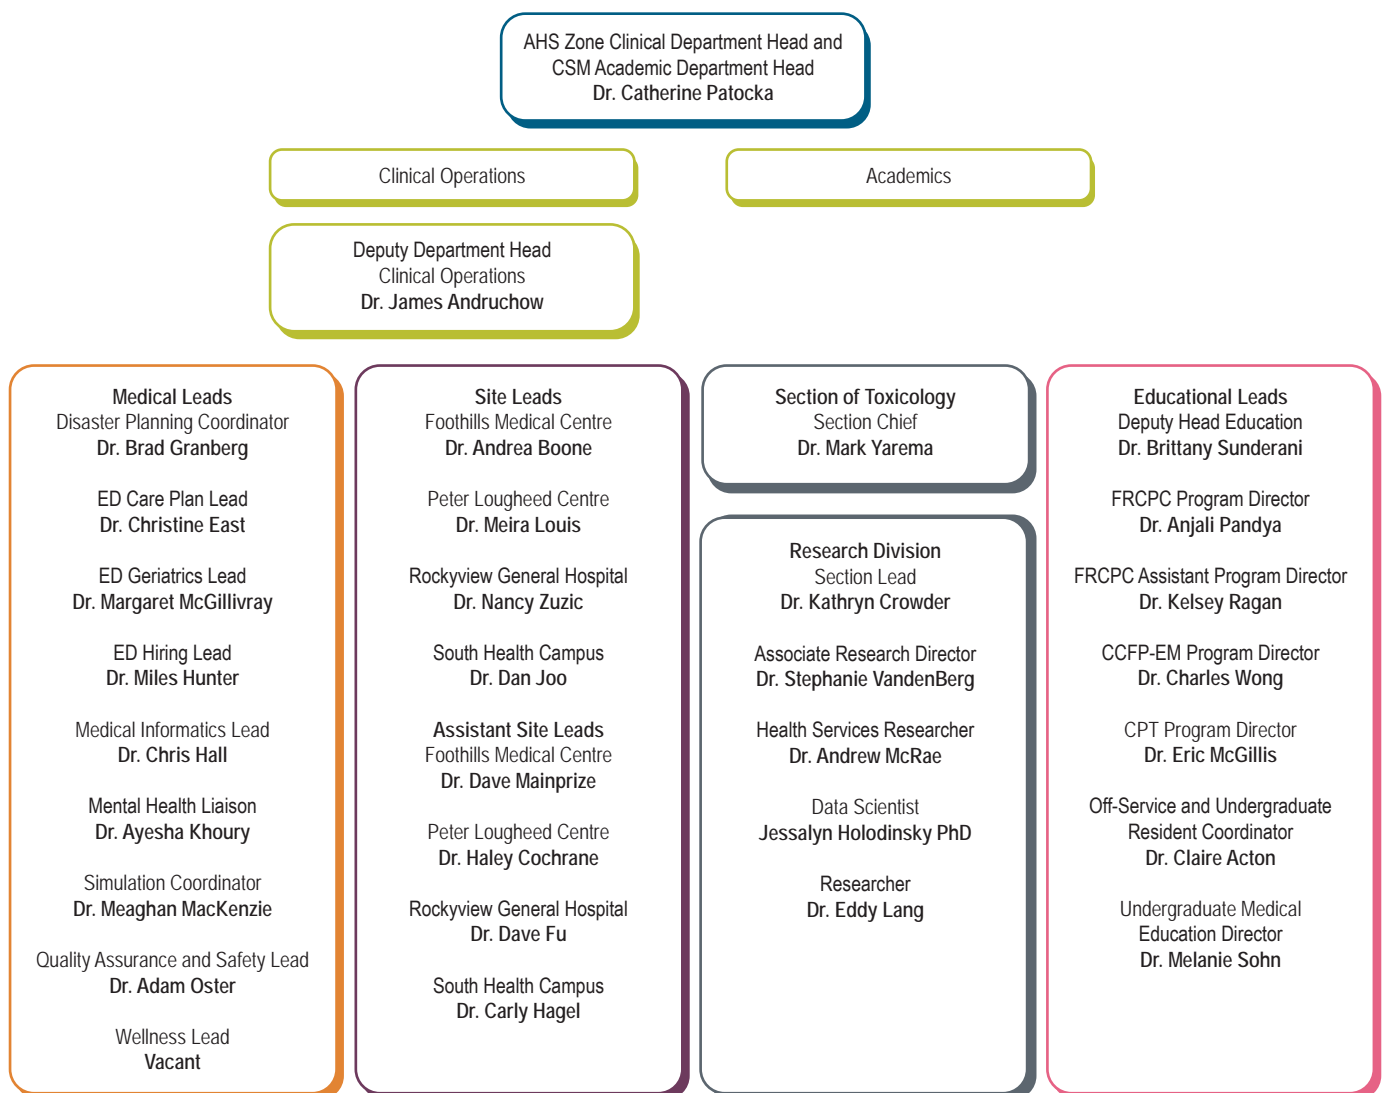 AHS Zone Clinical Department Head and
CSM Academic Department Head
Dr. Catherine Patocka
Clinical Operations
Academics
Deputy Department Head
Clinical Operations
Dr. James Andruchow
Medical Leads
Disaster Planning Coordinator
Dr. Brad Granberg
ED Care Plan Lead
Dr. Christine East
ED Geriatrics Lead
Dr. Margaret McGillivray
ED Hiring Lead
Dr. Miles Hunter
Medical Informatics Lead
Dr. Chris Hall
Mental Health Liaison
Dr. Ayesha Khoury
Simulation Coordinator
Dr. Meaghan MacKenzie
Quality Assurance and Safety Lead
Dr. Adam Oster
Wellness Lead
Vacant
Site Leads
Foothills Medical Centre
Dr. Andrea Boone
Peter Lougheed Centre
Dr. Meira Louis
Rockyview General Hospital
Dr. Nancy Zuzic
South Health Campus
Dr. Dan Joo
Assistant Site Leads
Foothills Medical Centre
Dr. Dave Mainprize
Peter Lougheed Centre
Dr. Haley Cochrane
Rockyview General Hospital
Dr. Dave Fu
South Health Campus
Dr. Carly Hagel
Section of Toxicology
Section Chief
Dr. Mark Yarema
Research Division
Section Lead
Dr. Kathryn Crowder
Associate Research Director
Dr. Stephanie VandenBerg
Health Services Researcher
Dr. Andrew McRae
Data Scientist
Jessalyn Holodinsky PhD
Researcher
Dr. Eddy Lang
Educational Leads
Deputy Head Education
Dr. Brittany Sunderani
FRCPC Program Director
Dr. Anjali Pandya
FRCPC Assistant Program Director
Dr. Kelsey Ragan
CCFP-EM Program Director
Dr. Charles Wong
CPT Program Director
Dr. Eric McGillis
Off-Service and Undergraduate
Resident Coordinator
Dr. Claire Acton
Undergraduate Medical
Education Director
Dr. Melanie Sohn